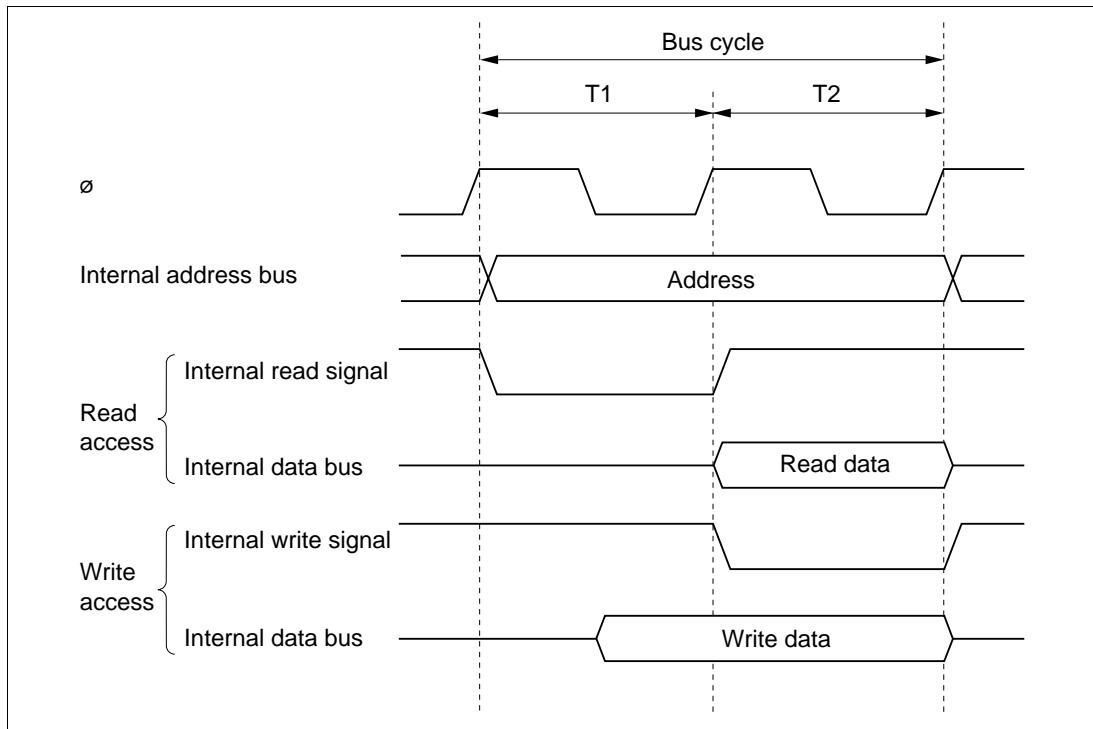 Bus cycle
T1
T2
ø
Internal address bus
Address
Read
access
Internal read signal
Internal data bus
Read data
Write
access
Internal write signal
Internal data bus
Write data